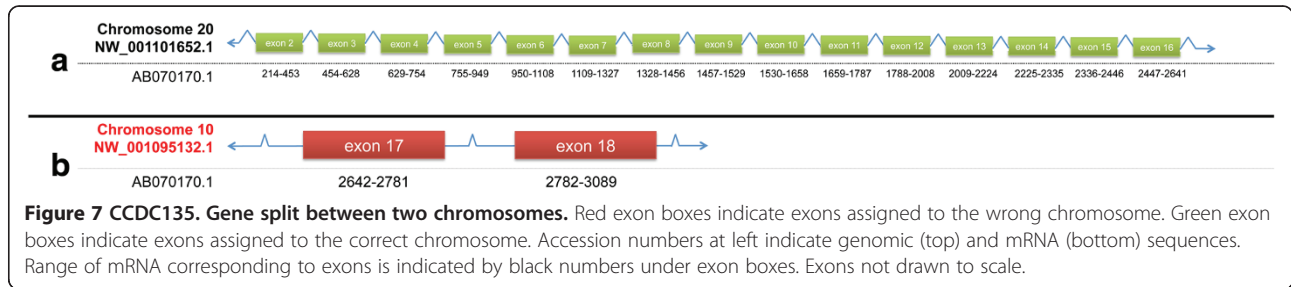 Chromosome 20
NW_001101652.1
exon 2 exon 3 exon 4 exon 5 exon 6 exon 7 exon 8 exon 9 exon 10 exon 11 exon 12 exon 13 exon 14 exon 15 exon 16
a
AB070170.1 214-453 454-628 629-754 755-949 950-1108 1109-1327 1328-1456 1457-1529 1530-1658 1659-1787 1788-2008 2009-2224 2225-2335 2336-2446 2447-2641
Chromosome 10
NW_001095132.1
exon 17 exon 18
b
AB070170.1 2642-2781 2782-3089
Figure 7 CCDC135. Gene split between two chromosomes. Red exon boxes indicate exons assigned to the wrong chromosome. Green exon
boxes indicate exons assigned to the correct chromosome. Accession numbers at left indicate genomic (top) and mRNA (bottom) sequences.
Range of mRNA corresponding to exons is indicated by black numbers under exon boxes. Exons not drawn to scale.